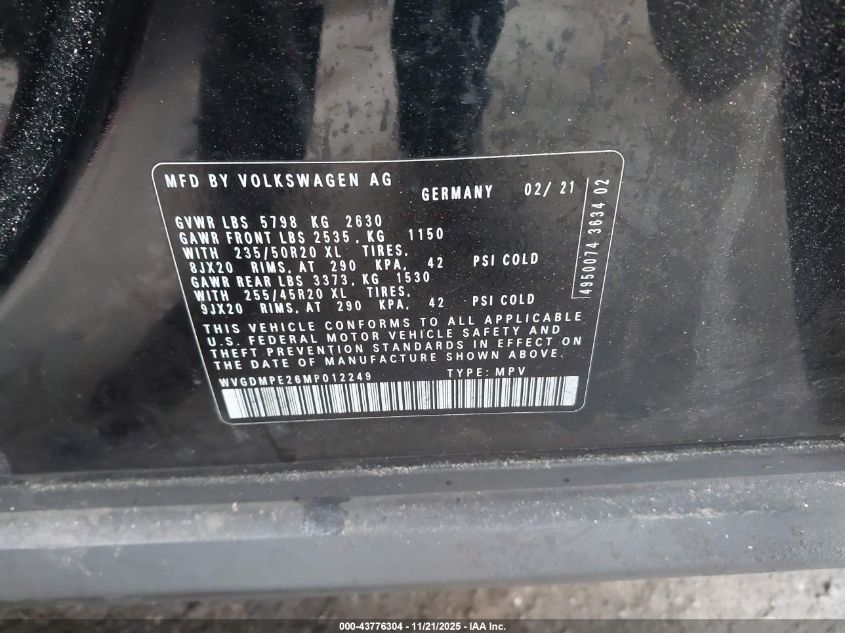 MFD BY VOLKSWAGEN AG GERMANY 02/ 21
GVWR LBS 5798 KG 2630
GAWR FRONT LBS 2535, KG 1150
WITH 235/50R20 XL TIRES,
8JX20 RIMS, AT 290 KPA, 42 PSI COLD
GAWR REAR LBS 3373, KG 1530
WITH 255/45R20 XL TIRES,
9JX20 RIMS, AT 290 KPA, 42 PSI COLD
THIS VEHICLE CONFORMS TO ALL APPLICABLE
U.S. FEDERAL MOTOR VEHICLE SAFETY AND
THEFT PREVENTION STANDARDS IN EFFECT ON
THE DATE OF MANUFACTURE SHOWN ABOVE.
WVGDMPE26MP012249 TYPE: MPV
4950074 3634 02
000-43776304 - 11/21/2025 - IAA Inc.